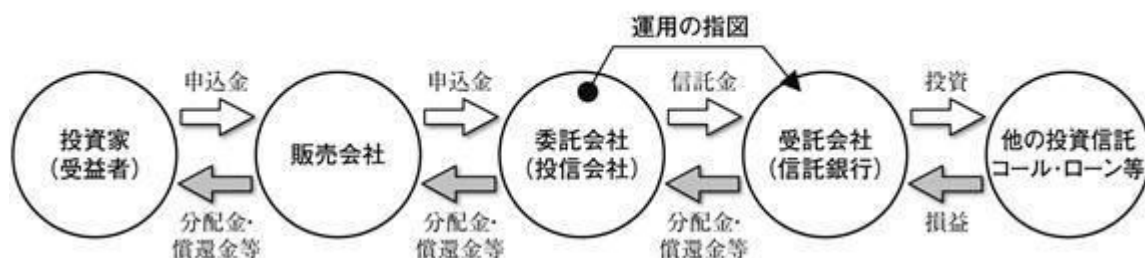 運用の指図
申込金
申込金
信託金
投資
投資家
(受益者)
販売会社
委託会社
(投信会社)
受託会社
(信託銀行)
他の投資信託
コール・ローン等
分配金・
償還金等
分配金・
償還金等
分配金・
償還金等
損益